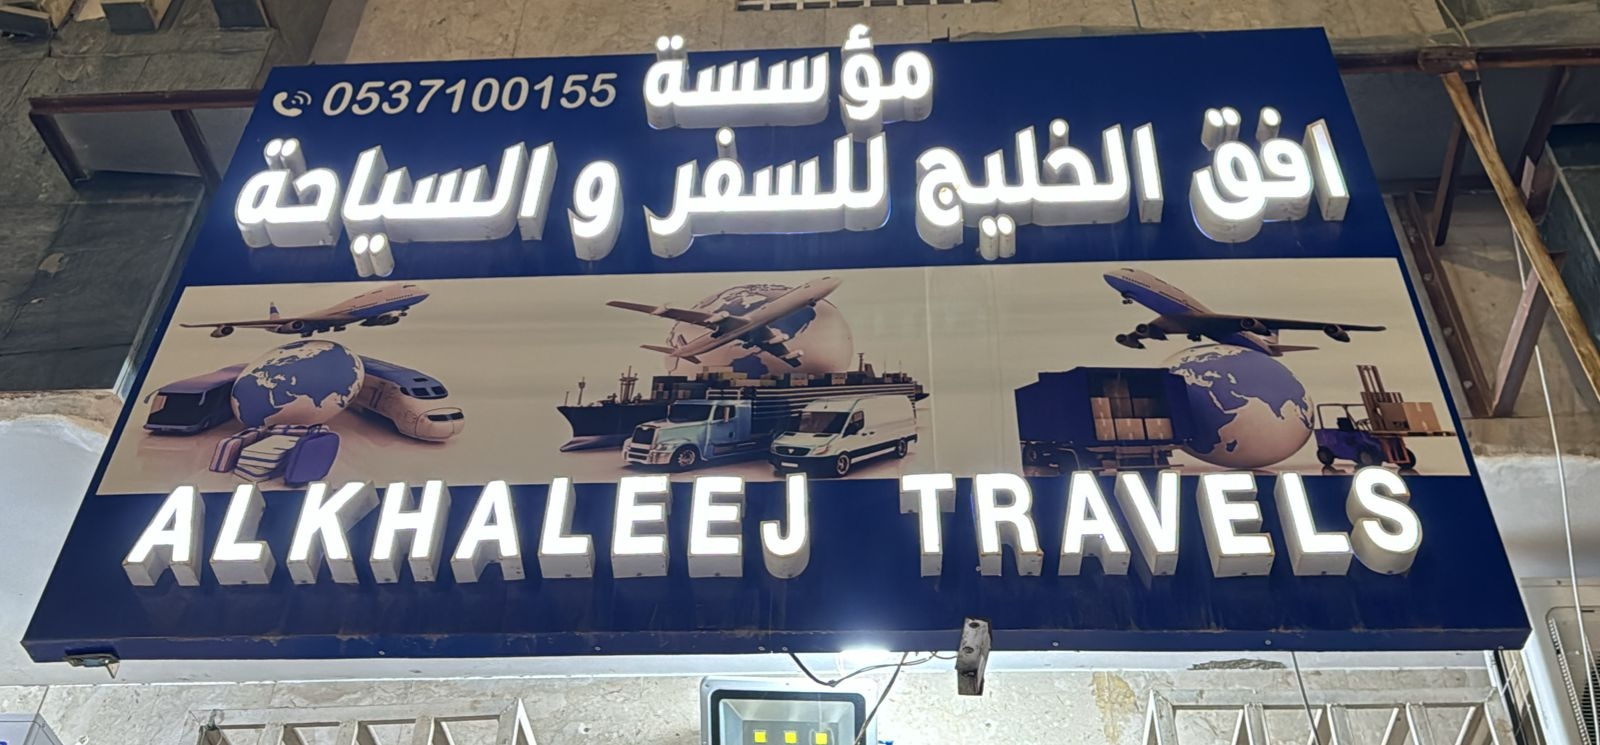 0537100155 مؤسسة
افق الخليج للسفر و السياحة
ALKHALEEJ TRAVELS